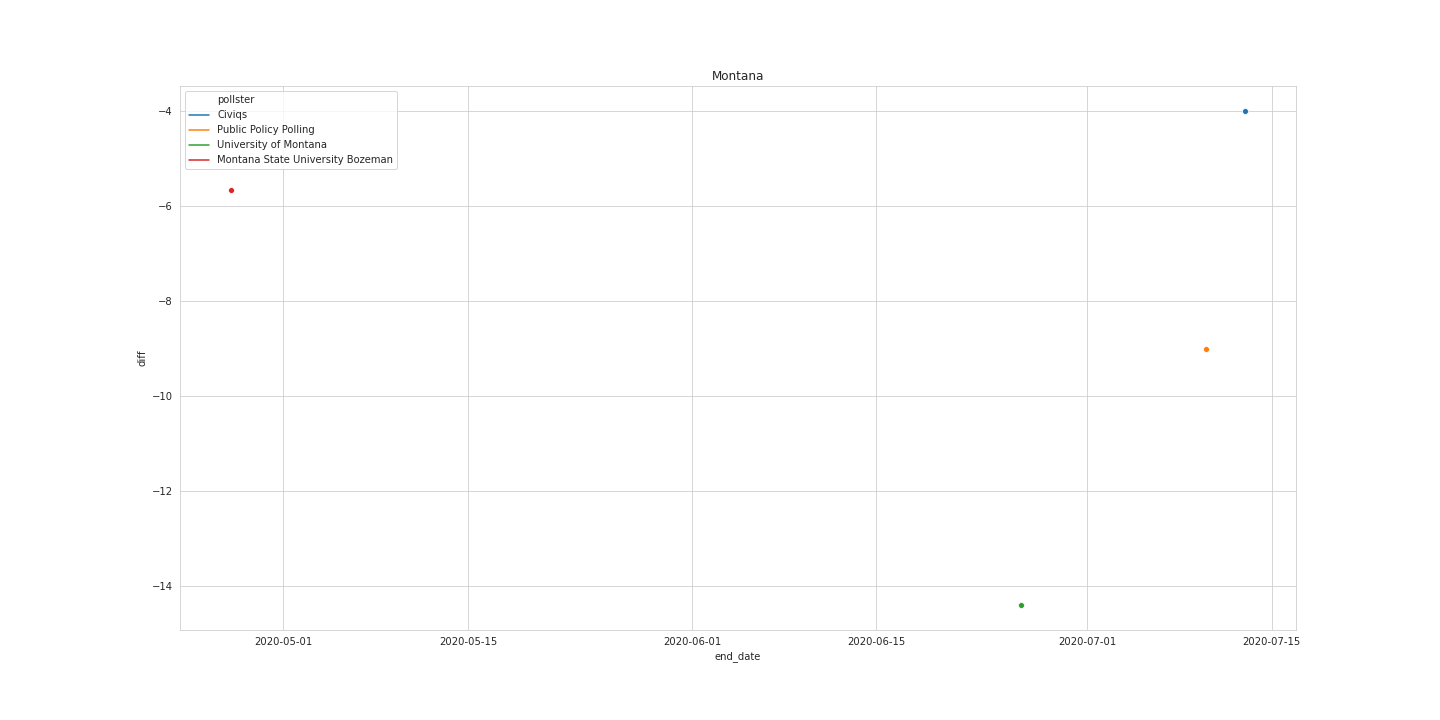 Montana
pollster
Civiqs
Public Policy Polling
University of Montana
Montana State University Bozeman
−4
−6
−8
−10
−12
−14
diff
2020-05-01
2020-05-15
2020-06-01
2020-06-15
2020-07-01
2020-07-15
end_date